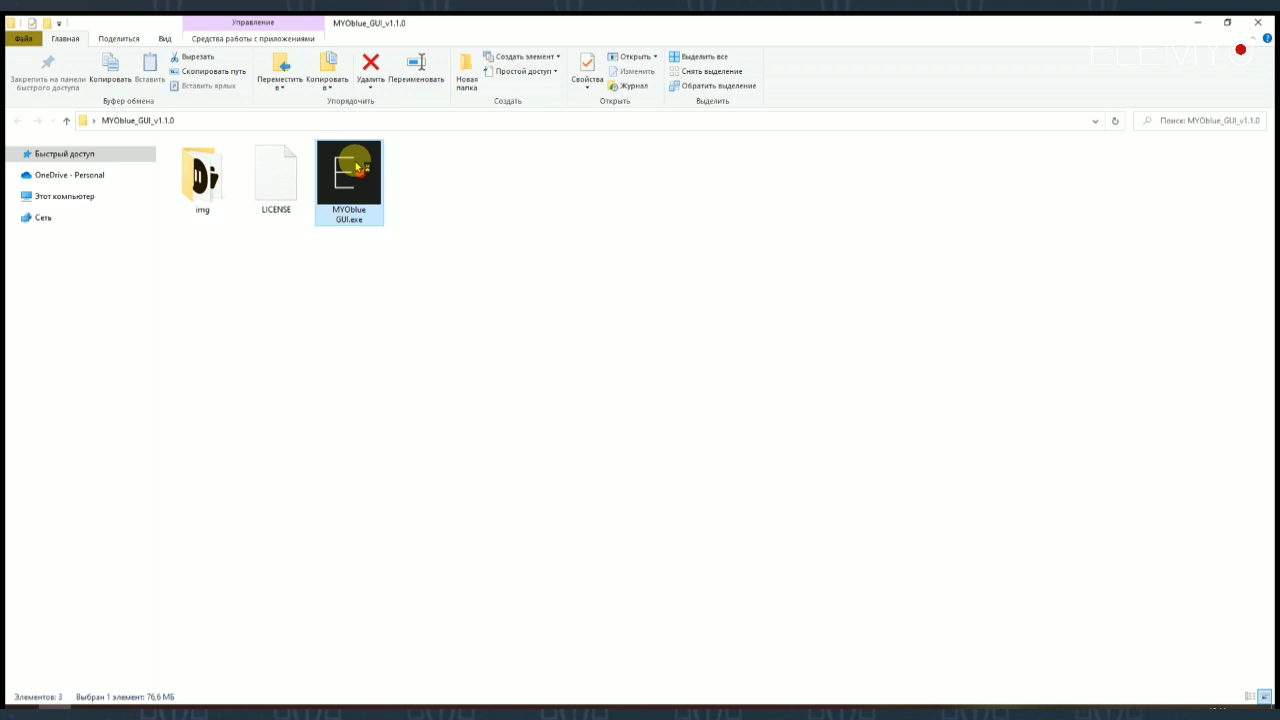 Управление
MYOblue_GUI_v1.1.0
Файл
Главная
Поделиться
Вид
Средства работы с приложениями
ELEMYO
Закрепить на панели
быстрого доступа
Копировать
Вставить
Вырезать
Скопировать путь
Вставить ярлык
Буфер обмена
Переместить
в
Копировать
в
Удалить
Переименовать
Упорядочить
Новая
папка
Создать элемент
Простой доступ
Создать
Свойства
Открыть
Изменить
Журнал
Открыть
Выделить все
Снять выделение
Обратить выделение
Выделить
MYOblue_GUI_v1.1.0
Поиск: MYOblue_GUI_v1.1.0
Быстрый доступ
OneDrive - Personal
Этот компьютер
Сеть
img
LICENSE
E
MYOblue
GUI.exe
Элементов: 3
Выбран 1 элемент: 76,6 МБ